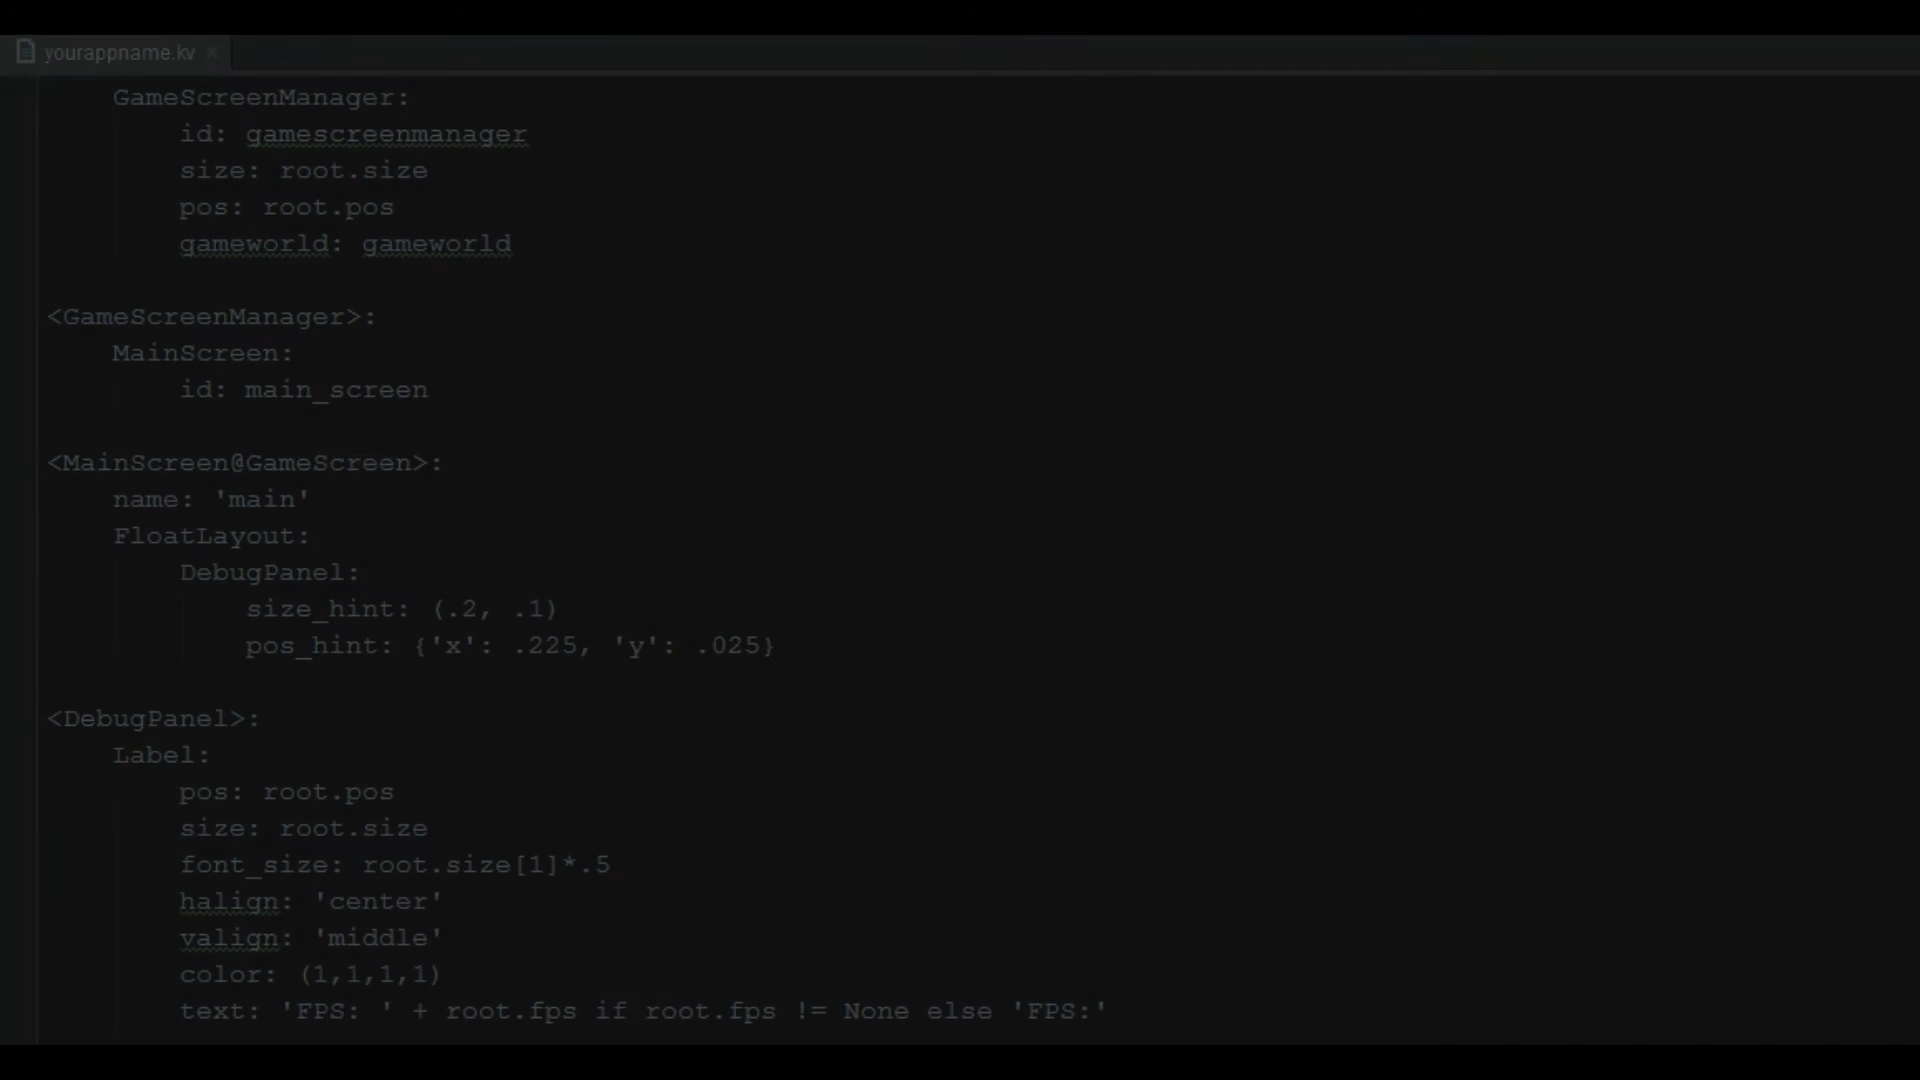 yourappname.kv ×
GameScreenManager:
id: gamescreenmanager
size: root.size
pos: root.pos
gameworld: gameworld
<GameScreenManager>:
MainScreen:
id: main_screen
<MainScreen@GameScreen>:
name: 'main'
FloatLayout:
DebugPanel:
size_hint: (.2, .1)
pos_hint: {'x': .225, 'y': .025}
<DebugPanel>:
Label:
pos: root.pos
size: root.size
font_size: root.size[1]*.5
halign: 'center'
valign: 'middle'
color: (1,1,1,1)
text: 'FPS: ' + root.fps if root.fps != None else 'FPS:'